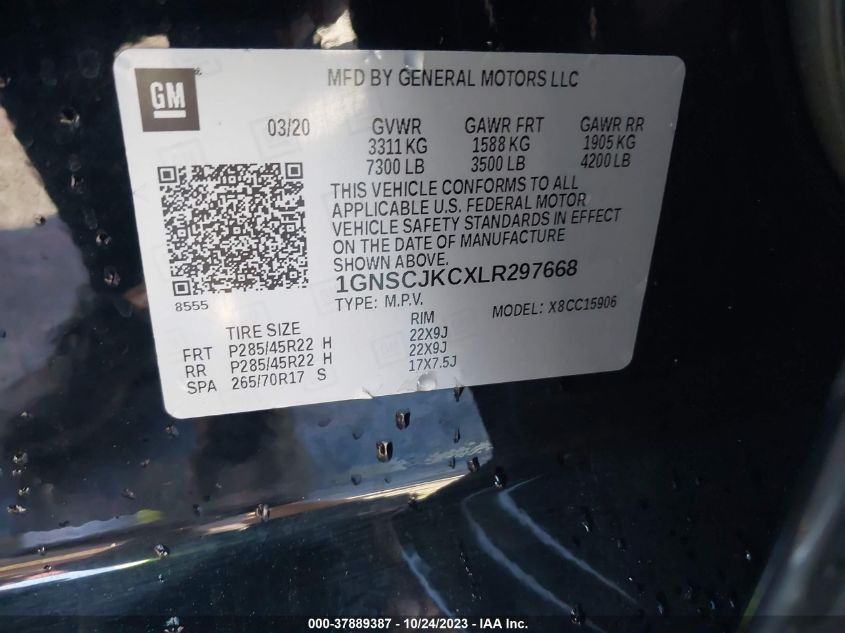 GM
MFD BY GENERAL MOTORS LLC
03/20 GVWR GAWR FRT GAWR RR
3311 KG 1588 KG 1905 KG
7300 LB 3500 LB 4200 LB
THIS VEHICLE CONFORMS TO ALL
APPLICABLE U.S. FEDERAL MOTOR
VEHICLE SAFETY STANDARDS IN EFFECT
ON THE DATE OF MANUFACTURE
SHOWN ABOVE.
1GNSCJKCXLR297668
8555 TYPE: M.P.V. MODEL: X8CC15906
TIRE SIZE RIM
FRT P285/45R22 H 22X9J
RR P285/45R22 H 22X9J
SPA 265/70R17 S 17X7.5J
000-37889387 - 10/24/2023 - IAA Inc.